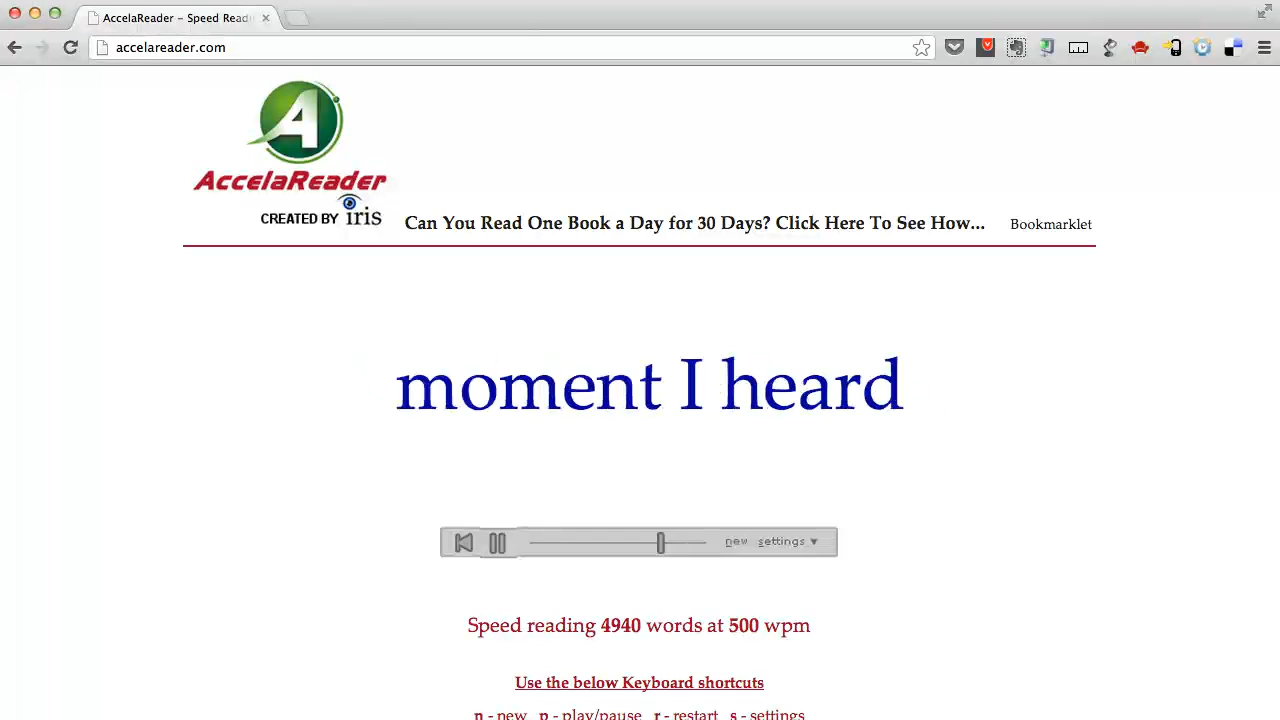 AccelaReader - Speed Read
accelareader.com
A
AccelaReader
CREATED BY iris
Can You Read One Book a Day for 30 Days? Click Here To See How... Bookmarklet
moment I heard
new settings ▼
Speed reading 4940 words at 500 wpm
Use the below Keyboard shortcuts
n - new p - play/pause r - restart s - settings